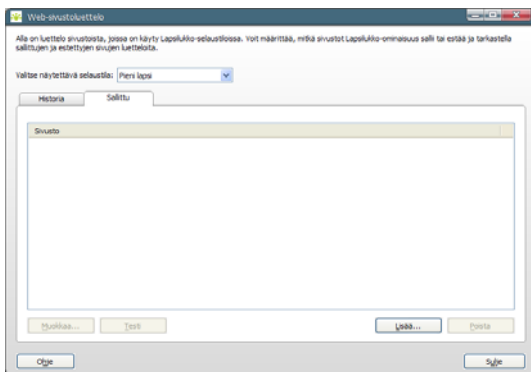 Web-sivustoluettelo
Alla on luettelo sivustoista, joissa on käyty Lapsilukko-selaustiloissa. Voit määrittää, mitkä sivustot Lapsilukko-ominaisuus salli tai estää ja tarkastella
sallittujen ja estettyjen sivujen luetteloita.
Valitse näytettävä selaustila: Pieni lapsi
Historia Sallittu
Sivusto
Muokkaa... Testi Lisää... Poista
Ohje Sulje